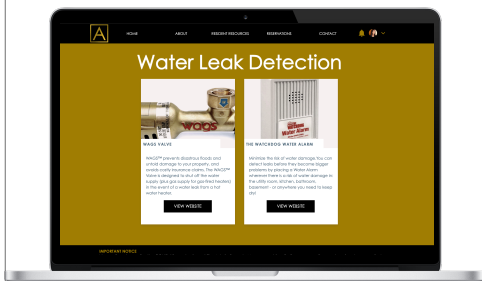 A
HOME
ABOUT
RESIDENT RESOURCES
RESERVATIONS
CONTACT
Water Leak Detection
wags
WATCHDOG
Water Alarm
WAGS VALVE
WAGS™ prevents disastrous floods and
untold damage to your property, and
avoids costly insurance claims. The WAGS™
Valve is designed to shut off the water
supply (plus gas supply for gas fired heaters)
in the event of a water leak from a hot
water heater.
VIEW WEBSITE
THE WATCHDOG WATER ALARM
Minimize the risk of water damage.You can
detect leaks before they become bigger
problems by placing a Water Alarm
wherever there is a risk of water damage in
the utility room, kitchen, bathroom,
basement - or anywhere you need to keep
dry!
VIEW WEBSITE
IMPORTANT NOTICE